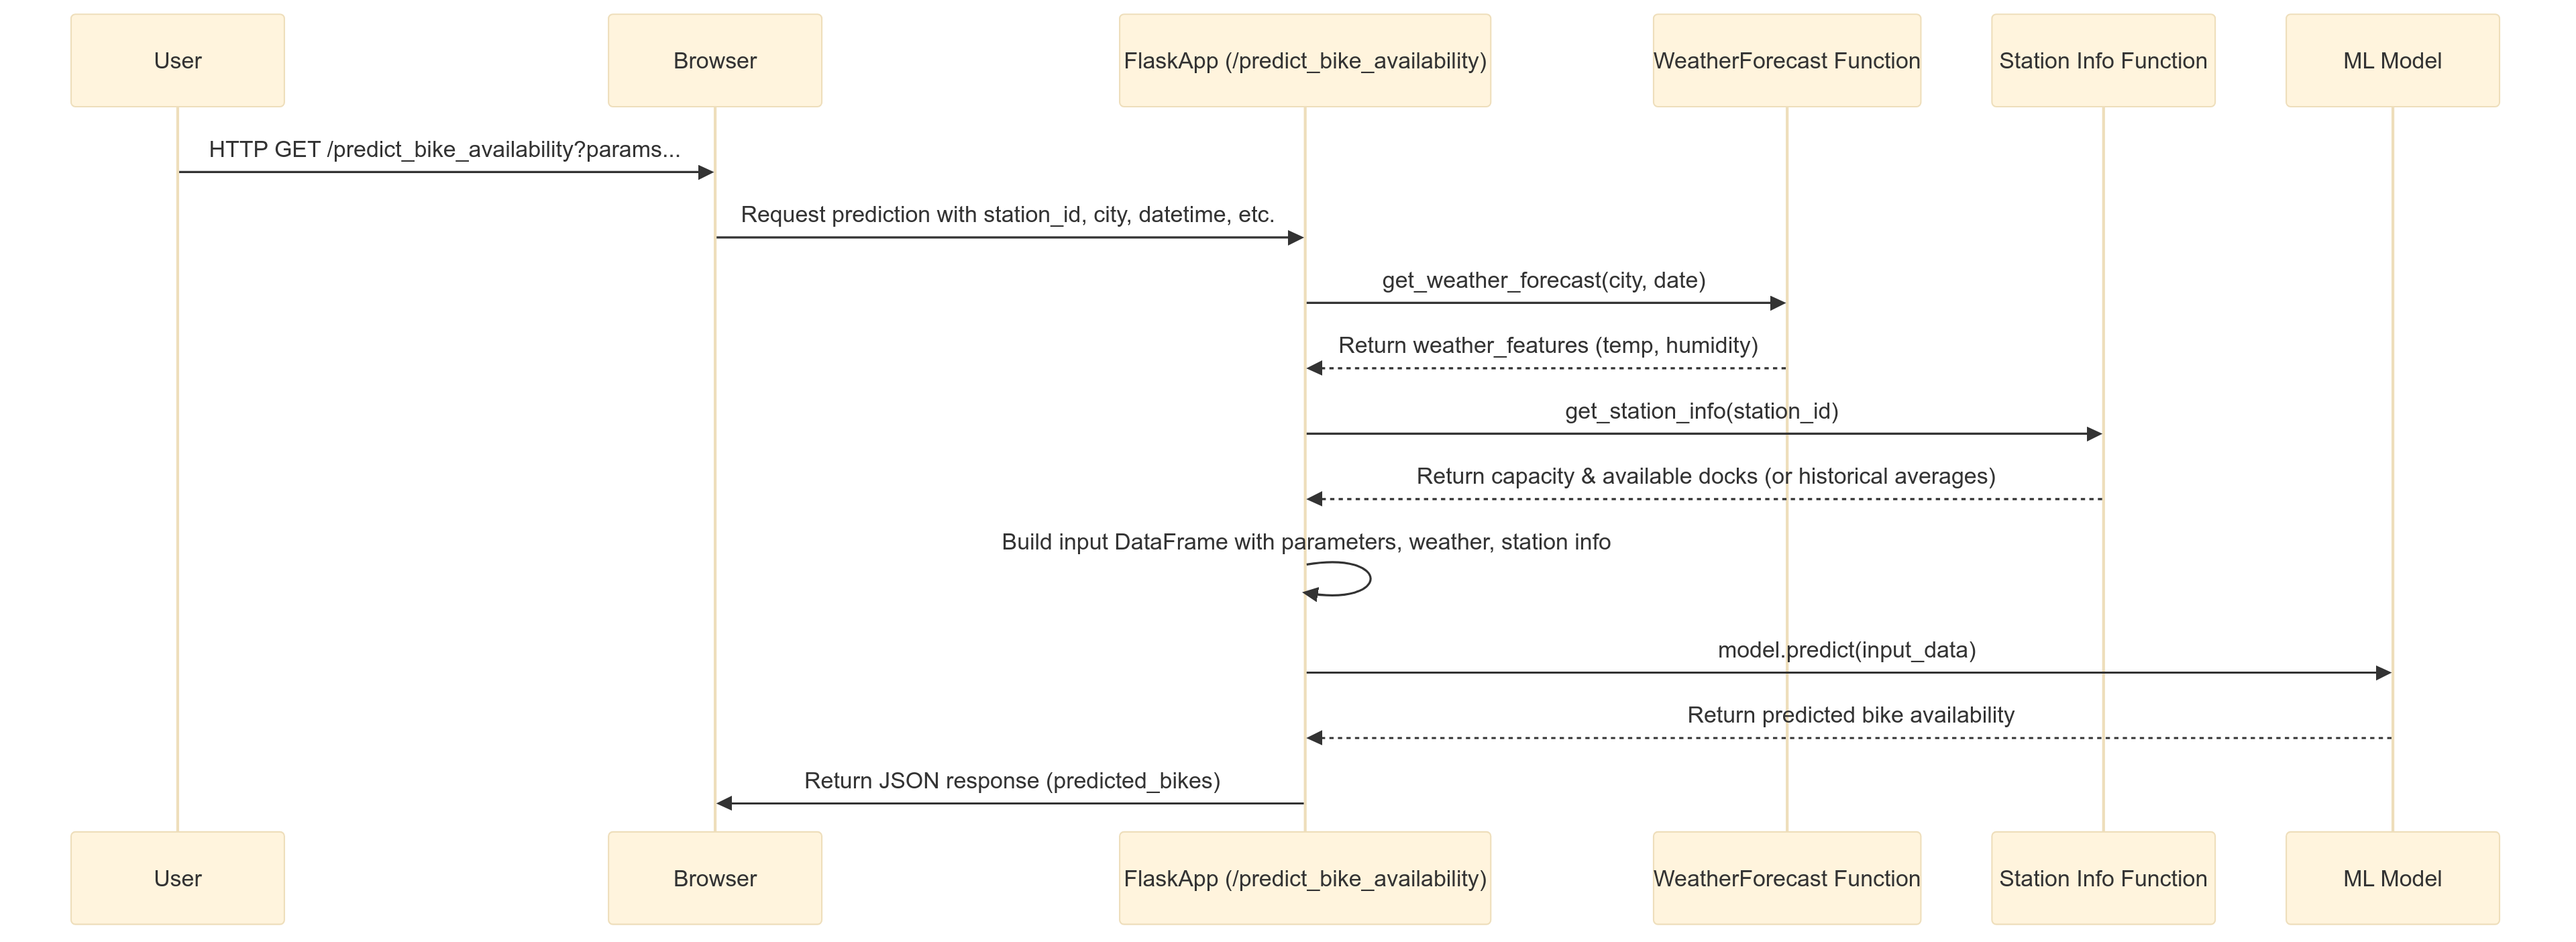 User
Browser
FlaskApp (/predict_bike_availability)
WeatherForecast Function
Station Info Function
ML Model
HTTP GET /predict_bike_availability?params...
Request prediction with station_id, city, datetime, etc.
get_weather_forecast(city, date)
Return weather_features (temp, humidity)
get_station_info(station_id)
Return capacity & available docks (or historical averages)
Build input DataFrame with parameters, weather, station info
model.predict(input_data)
Return predicted bike availability
Return JSON response (predicted_bikes)
User
Browser
FlaskApp (/predict_bike_availability)
WeatherForecast Function
Station Info Function
ML Model